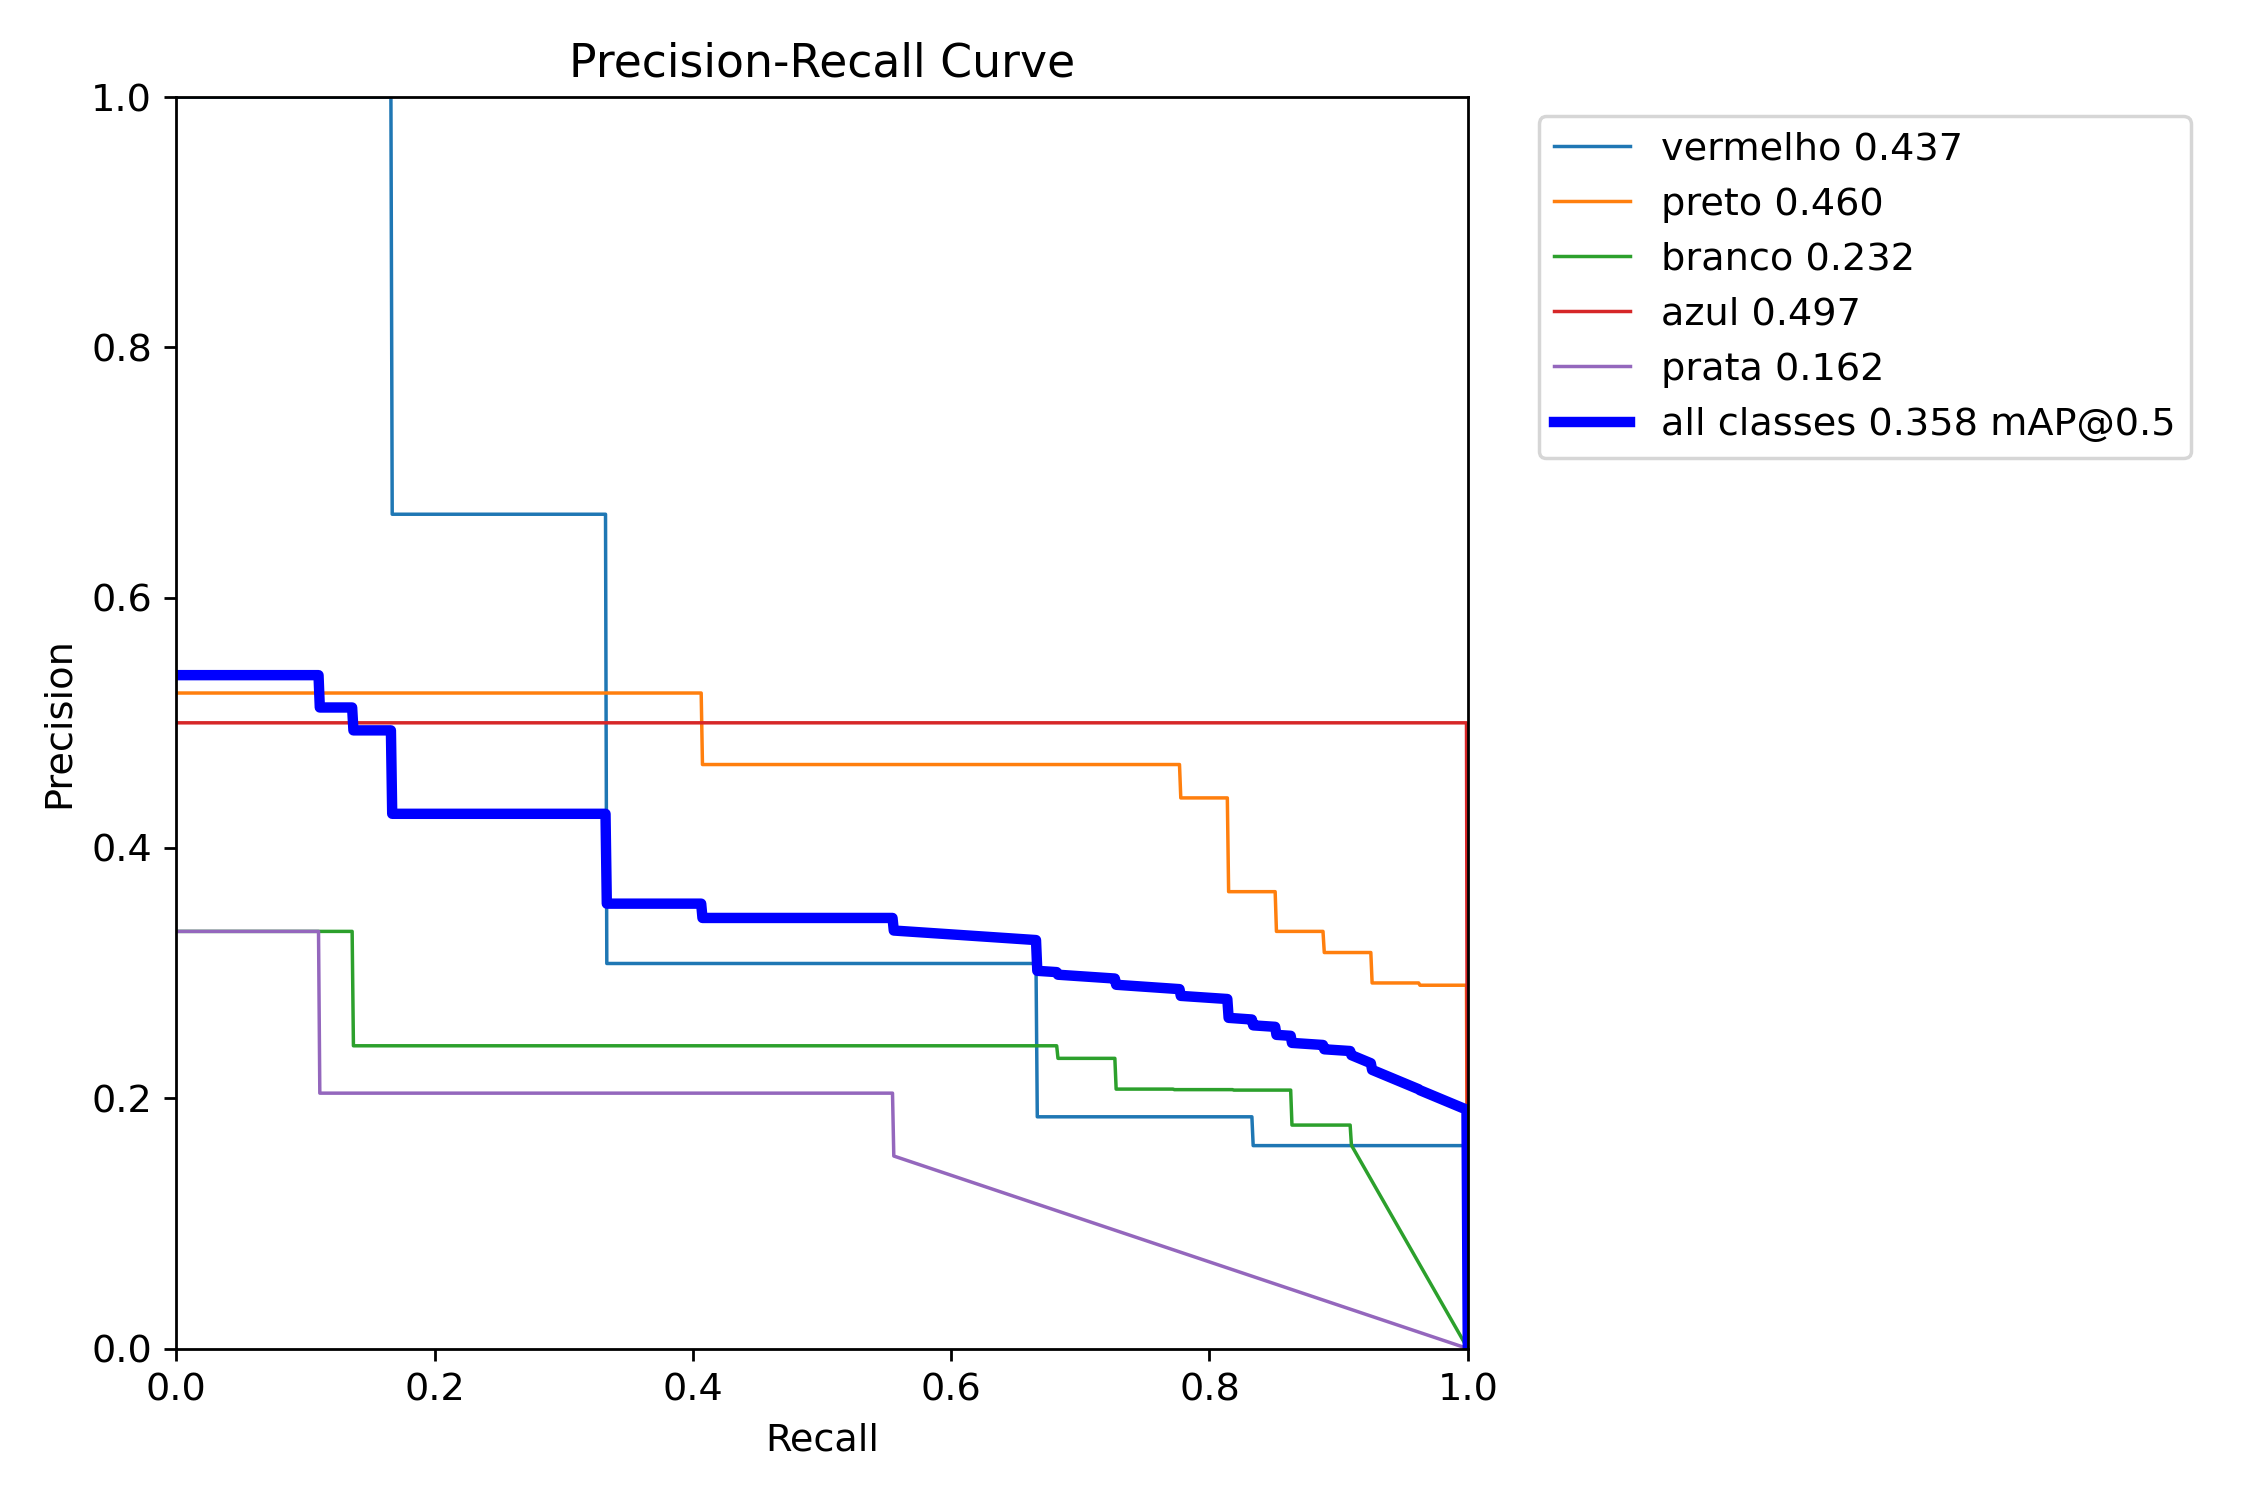 Precision-Recall Curve
1.0
0.8
0.6
0.4
0.2
0.0
Precision
0.0 0.2 0.4 0.6 0.8 1.0
Recall
vermelho 0.437
preto 0.460
branco 0.232
azul 0.497
prata 0.162
all classes 0.358 mAP@0.5